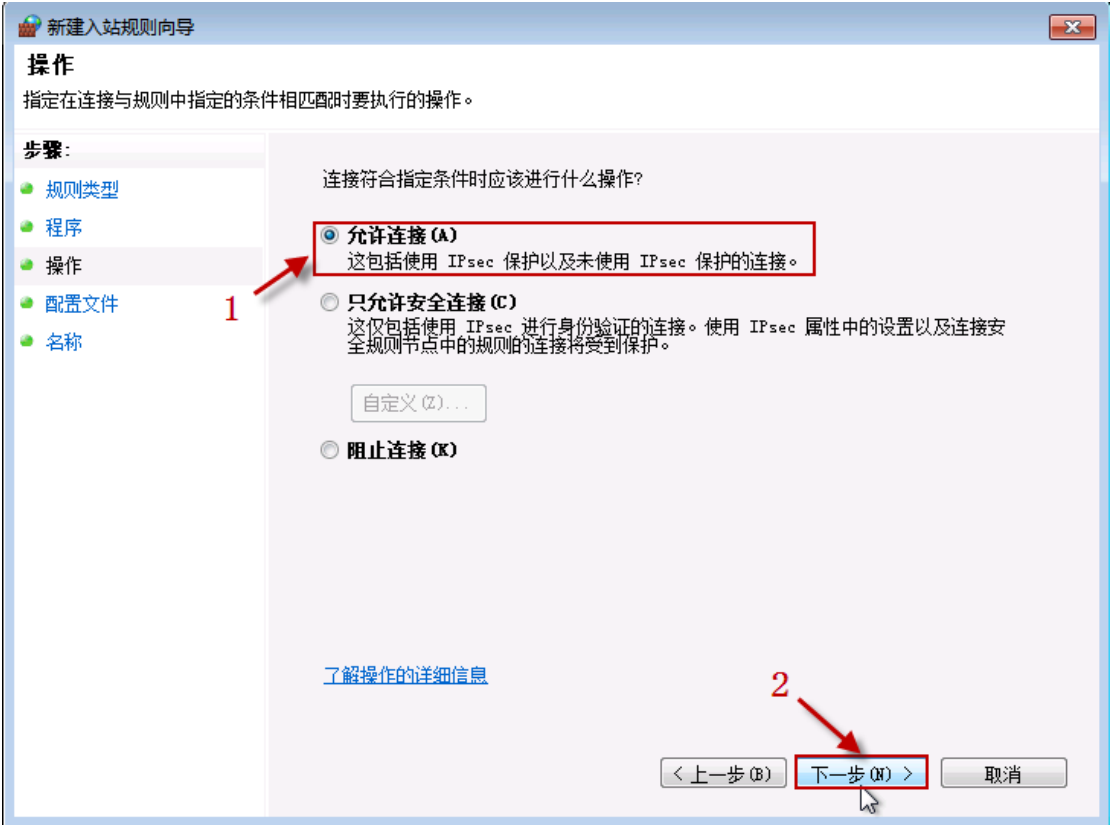 新建入站规则向导
操作
指定在连接与规则中指定的条件相匹配时要执行的操作。
步骤:
规则类型
程序
操作
配置文件
名称
连接符合指定条件时应该进行什么操作?
允许连接(A)
这包括使用 IPsec 保护以及未使用 IPsec 保护的连接。
1
只允许安全连接(C)
这仅包括使用 IPsec 进行身份验证的连接。使用 IPsec 属性中的设置以及连接安
全规则节点中的规则的连接将受到保护。
自定义(Z)...
阻止连接(K)
了解操作的详细信息
2
< 上一步(B)
下一步(N) >
取消